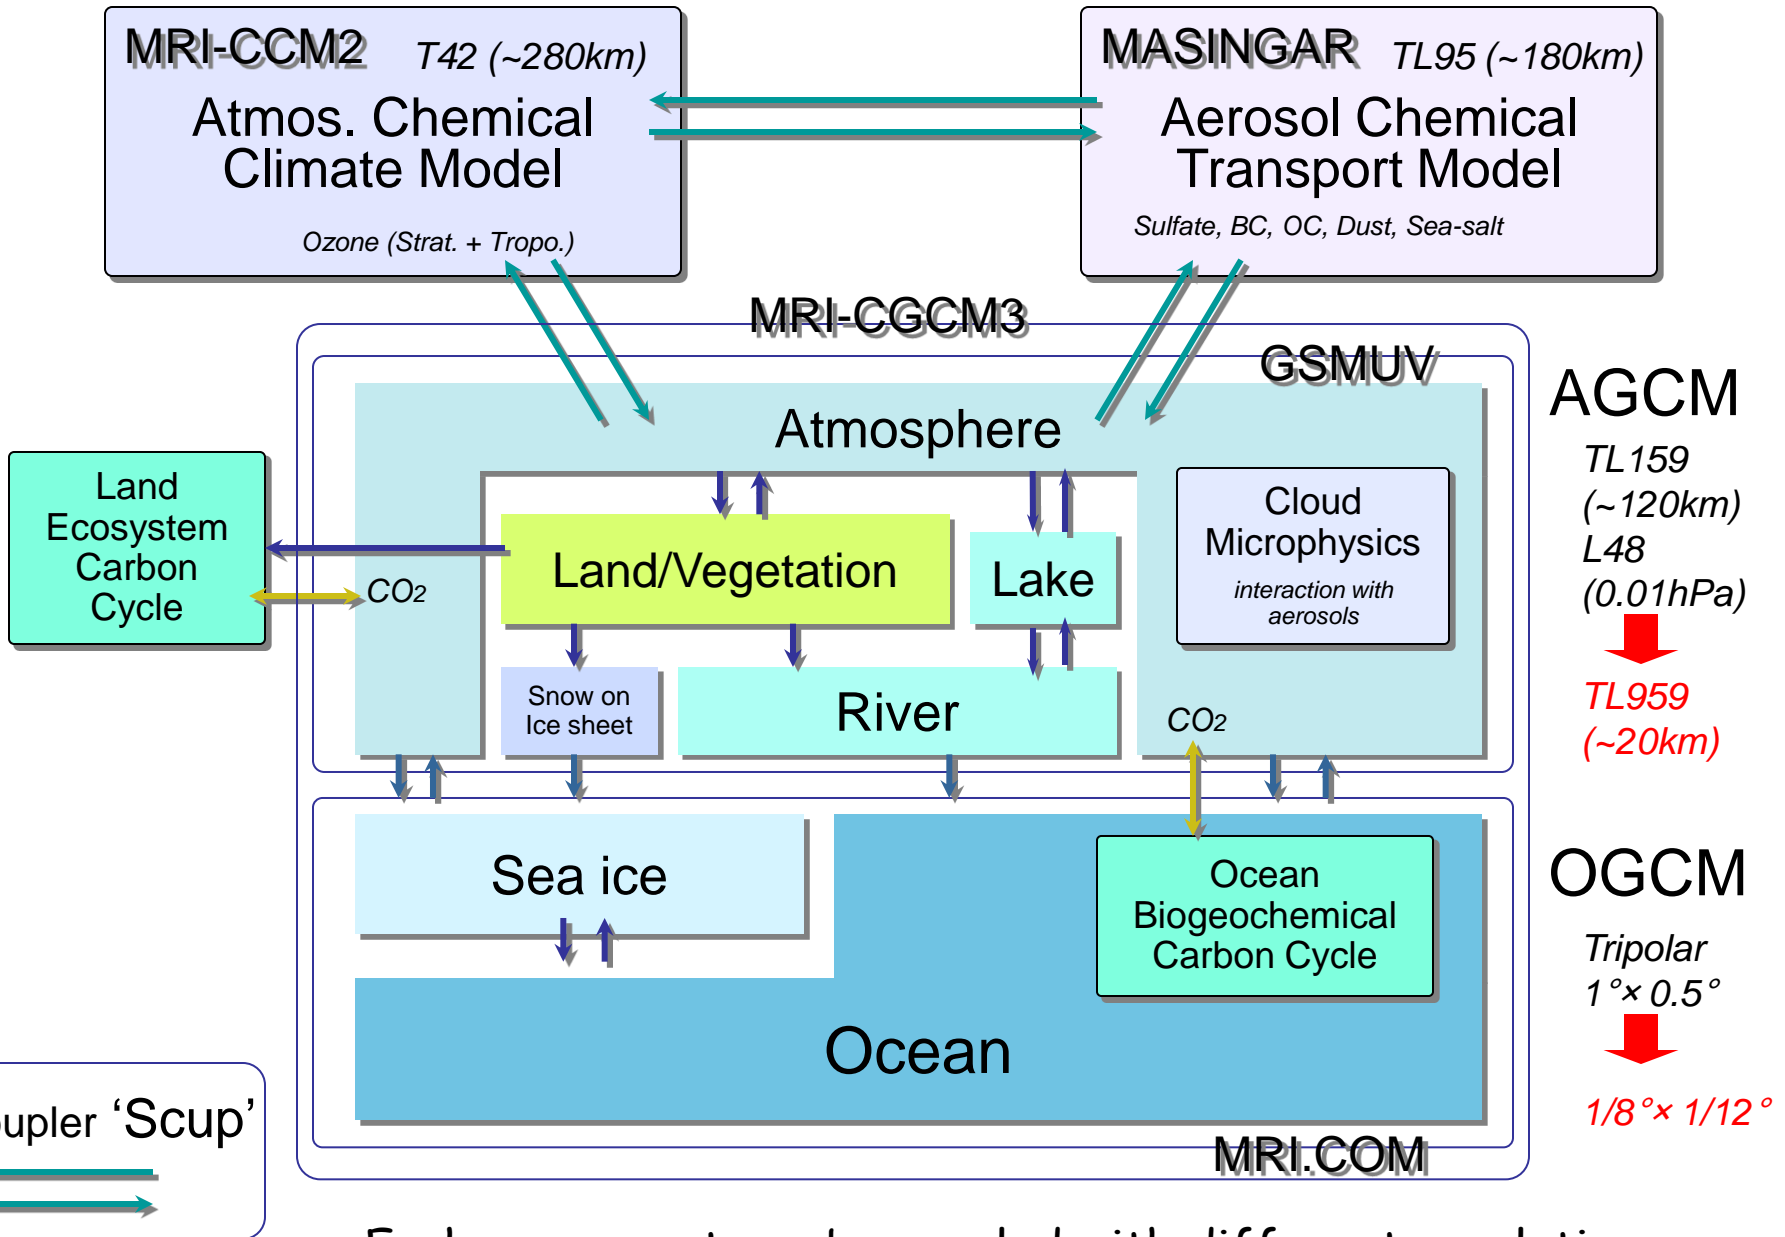 MRI-CCM2 T42 (~280km)
Atmos. Chemical
Climate Model
Ozone (Strat. + Tropo.)
MASINGAR TL95 (~180km)
Aerosol Chemical
Transport Model
Sulfate, BC, OC, Dust, Sea-salt
MRI-CGCM3
GSMUV
Atmosphere
Land
Ecosystem
Carbon
Cycle
CO2
Land/Vegetation
Lake
Cloud
Microphysics
interaction with
aerosols
Snow on
Ice sheet
River
CO2
AGCM
TL159
(~120km)
L48
(0.01hPa)
TL959
(~20km)
Sea ice
Ocean
Biogeochemical
Carbon Cycle
Ocean
MRI.COM
OGCM
Tripolar
1°× 0.5°
1/8°× 1/12°
‘Scup’